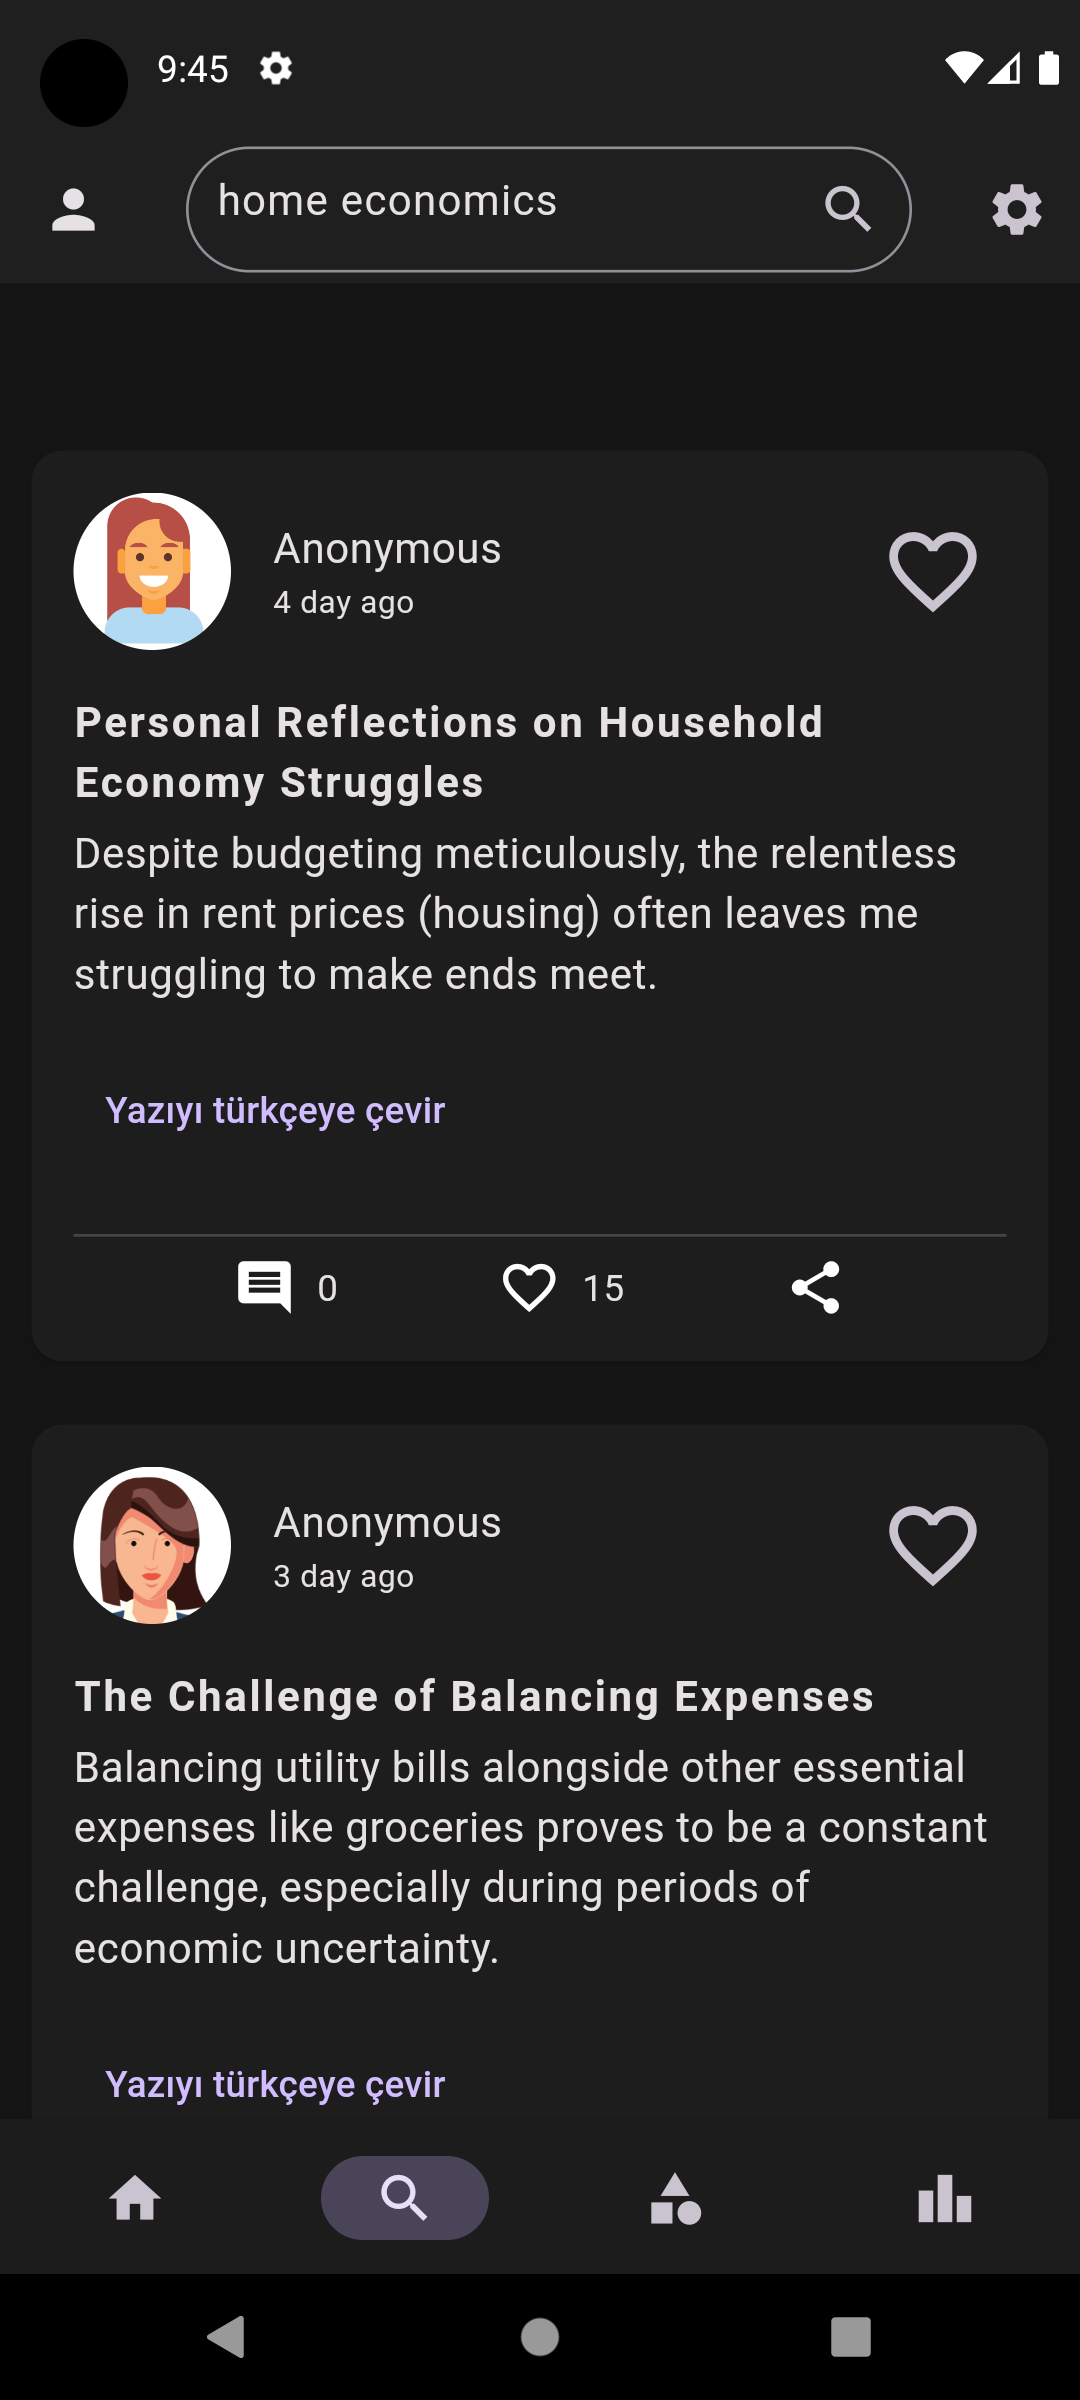 9:45
home economics
Anonymous
4 day ago
Personal Reflections on Household
Economy Struggles
Despite budgeting meticulously, the relentless
rise in rent prices (housing) often leaves me
struggling to make ends meet.
Yazıyı türkçeye çevir
0
15
Anonymous
3 day ago
The Challenge of Balancing Expenses
Balancing utility bills alongside other essential
expenses like groceries proves to be a constant
challenge, especially during periods of
economic uncertainty.
Yazıyı türkçeye çevir